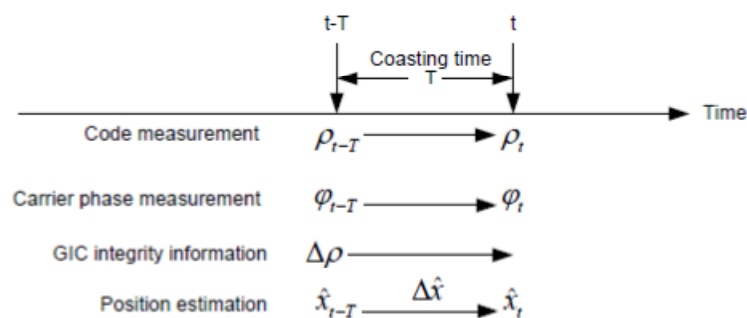 t-T t
Coasting time
T
Time
Code measurement ρ_{t-T} ρ_t
Carrier phase measurement φ_{t-T} φ_t
GIC integrity information Δρ
Δx̂
Position estimation x̂_{t-T} x̂_t